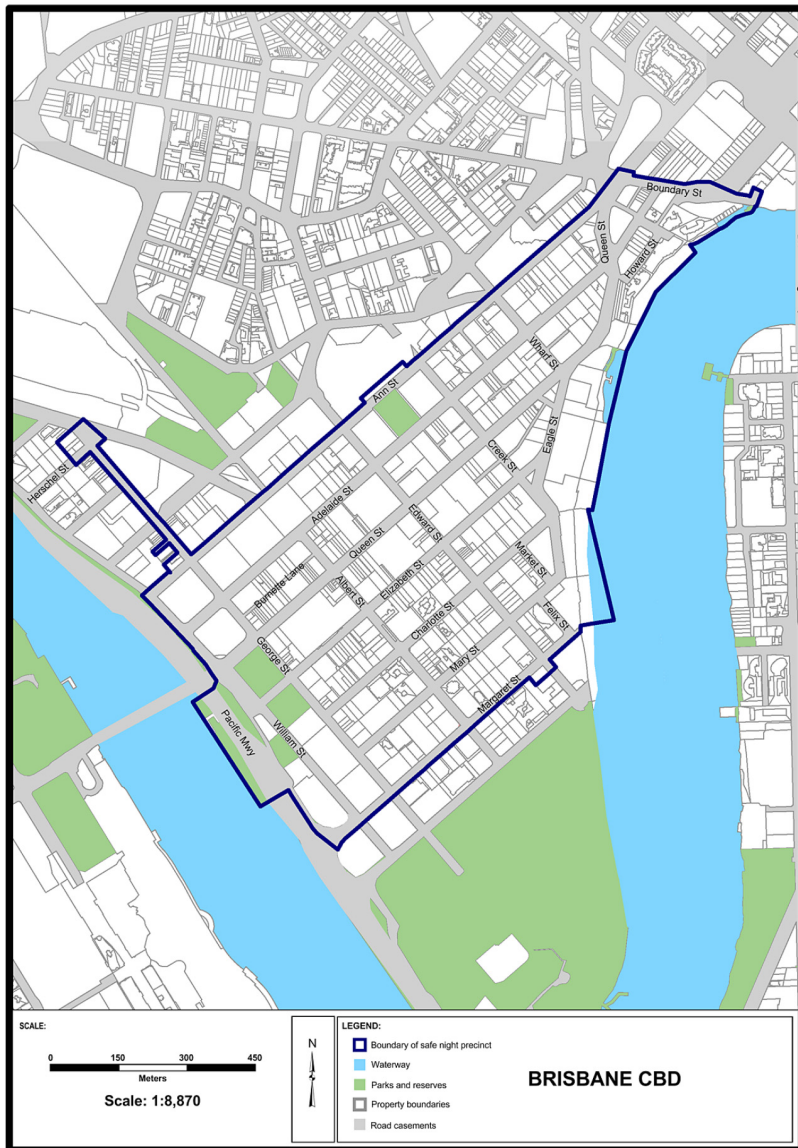 Boundary St
Queen St
Howard St
Wharf St
Ann St
Eagle St
Creek St
Herschel St
Adelaide St
Edward St
Queen St
Market St
Burnette Lane
Elizabeth St
Albert St
Charlotte St
Felix St
George St
Mary St
Margaret St
Pacific Mwy
William St
SCALE:
0 150 300 450
Meters
Scale: 1:8,870
N
LEGEND:
Boundary of safe night precinct
Waterway
Parks and reserves
Property boundaries
Road casements
BRISBANE CBD